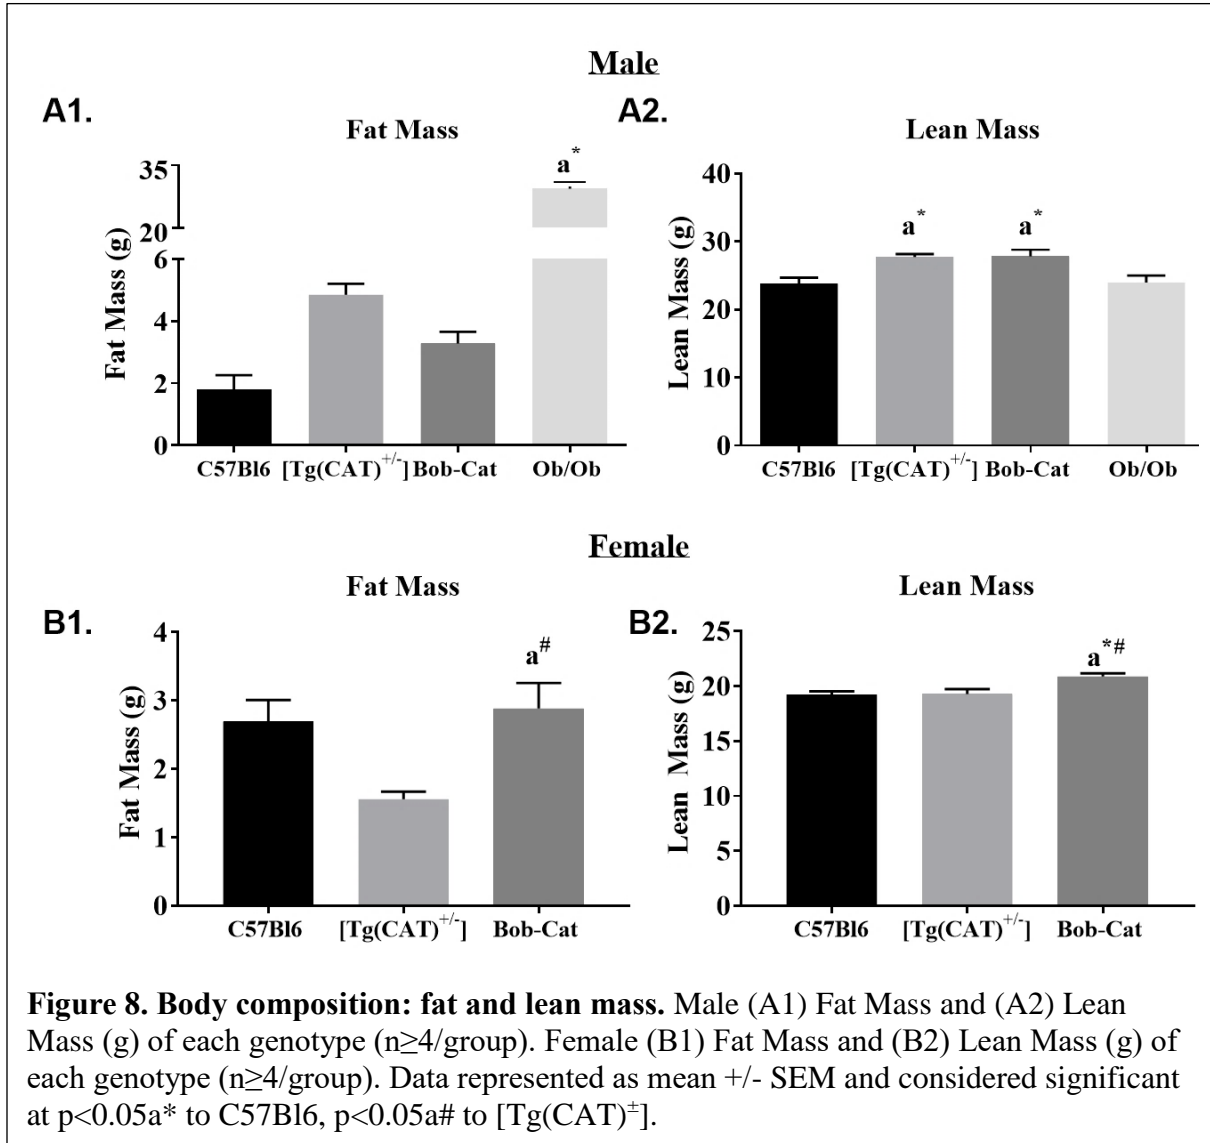 Male
A1.
Fat Mass
Fat Mass (g)
35
20
6
4
2
0
a*
C57Bl6 [Tg(CAT)+/-] Bob-Cat Ob/Ob
A2.
Lean Mass
Lean Mass (g)
40
30
20
10
0
a* a*
C57Bl6 [Tg(CAT)+/-] Bob-Cat Ob/Ob
Female
B1.
Fat Mass
Fat Mass (g)
4
3
2
1
0
a#
C57Bl6 [Tg(CAT)+/-] Bob-Cat
B2.
Lean Mass
Lean Mass (g)
25
20
15
10
5
0
a*#
C57Bl6 [Tg(CAT)+/-] Bob-Cat
Figure 8. Body composition: fat and lean mass. Male (A1) Fat Mass and (A2) Lean
Mass (g) of each genotype (n≥4/group). Female (B1) Fat Mass and (B2) Lean Mass (g) of
each genotype (n≥4/group). Data represented as mean +/- SEM and considered significant
at p<0.05a* to C57Bl6, p<0.05a# to [Tg(CAT)±].